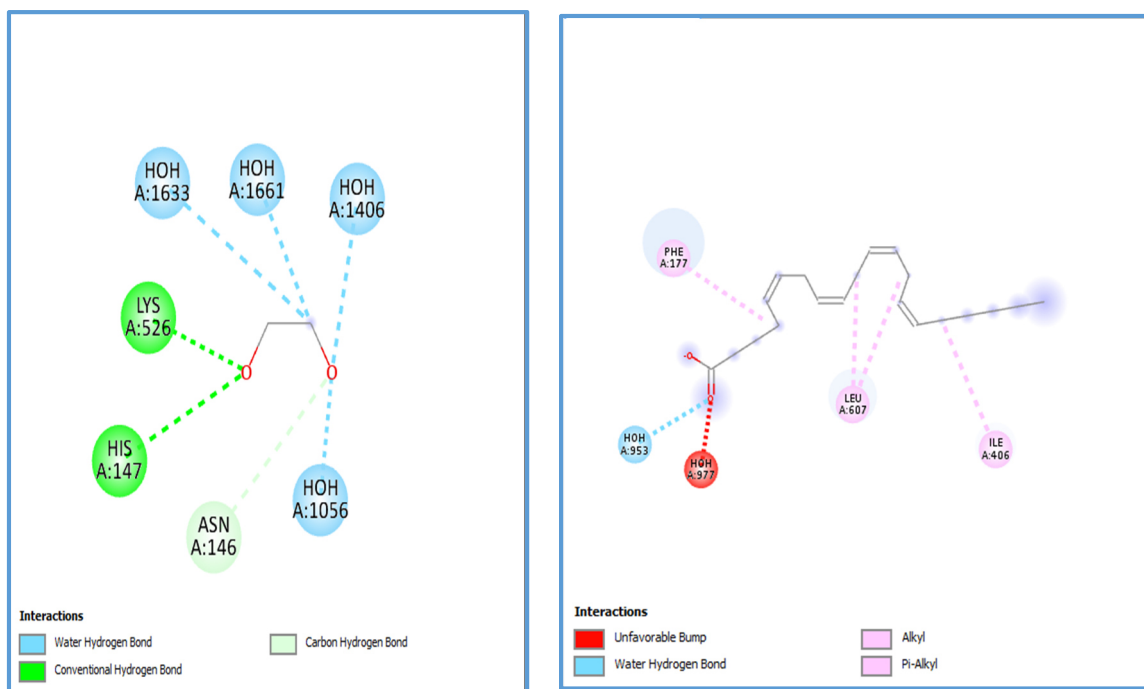 HOH
A:1633
HOH
A:1661
HOH
A:1406
LYS
A:526
O
O
HIS
A:147
HOH
A:1056
ASN
A:146
Interactions
Water Hydrogen Bond
Conventional Hydrogen Bond
Carbon Hydrogen Bond
PHE
A:177
-O
O
LEU
A:607
HOH
A:953
HOH
A:977
ILE
A:406
Interactions
Unfavorable Bump
Water Hydrogen Bond
Alkyl
Pi-Alkyl